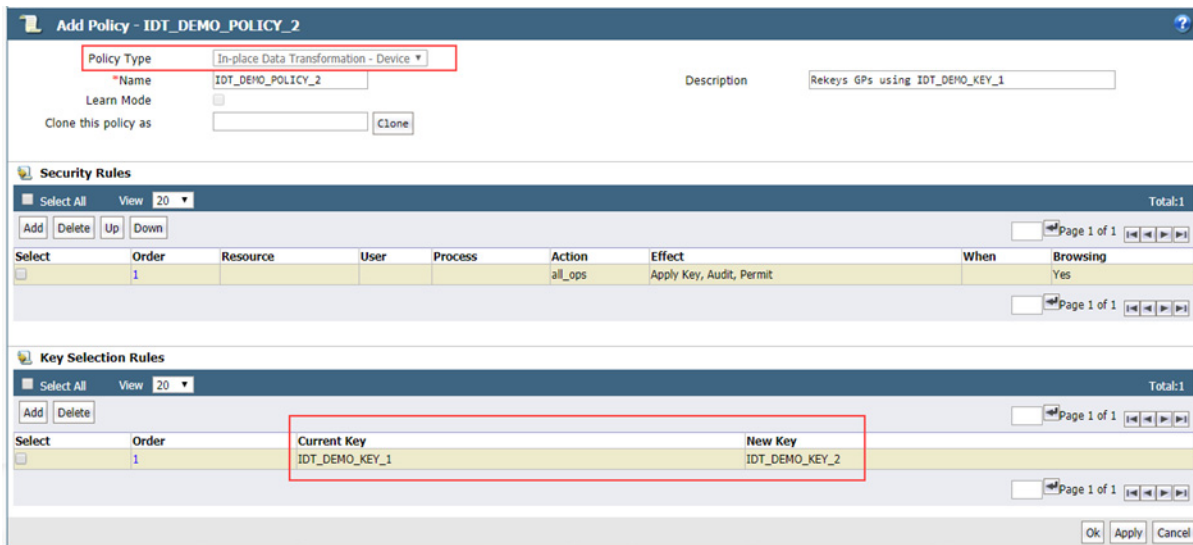 Add Policy - IDT_DEMO_POLICY_2 ?
Policy Type In-place Data Transformation - Device
*Name IDT_DEMO_POLICY_2 Description Rekeys GPs using IDT_DEMO_KEY_1
Learn Mode
Clone this policy as Clone
Security Rules
Select All View 20 Total:1
Add Delete Up Down Page 1 of 1
Select Order Resource User Process Action Effect When Browsing
1 all_ops Apply Key, Audit, Permit Yes
Page 1 of 1
Key Selection Rules
Select All View 20 Total:1
Add Delete Page 1 of 1
Select Order Current Key New Key
1 IDT_DEMO_KEY_1 IDT_DEMO_KEY_2
Page 1 of 1
Ok Apply Cancel